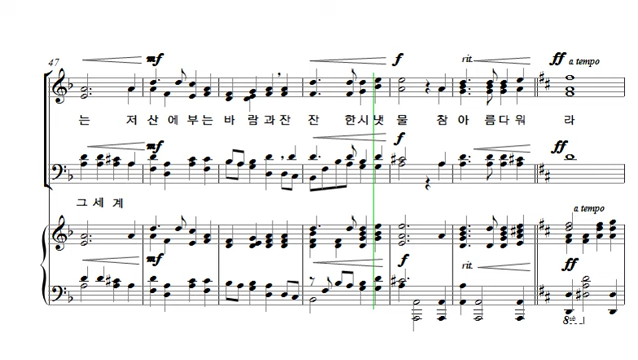 47
mf f rit. ff a tempo
는 저 산 에 부 는 바 람 과 잔 잔 한 시 냇 물 참 아 름 다 워 라
mf f ff
그 세 계
a tempo
mf f rit. ff
8